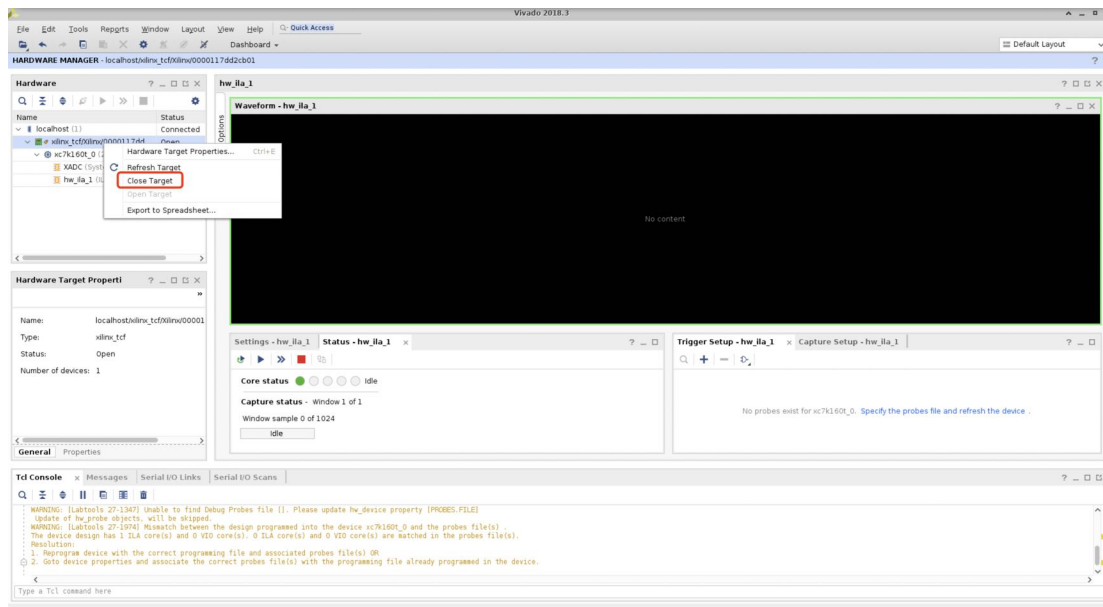 Vivado 2018.3
File Edit Tools Reports Window Layout View Help Quick Access
Dashboard
Default Layout
HARDWARE MANAGER - localhost/xilinx_tcf/Xilinx/0000117dd2cb01
Hardware
Name Status
localhost (1) Connected
xilinx_tcf/Xilinx/0000117dd Open
xc7k160t_0 (2
XADC (Syst
hw_ila_1 (IL
Hardware Target Properties... Ctrl+E
Refresh Target
Close Target
Open Target
Export to Spreadsheet...
hw_ila_1
Options
Waveform - hw_ila_1
No content
Hardware Target Properti
Name: localhost/xilinx_tcf/Xilinx/00001
Type: xilinx_tcf
Status: Open
Number of devices: 1
General Properties
Settings - hw_ila_1 Status - hw_ila_1
Core status Idle
Capture status - Window 1 of 1
Window sample 0 of 1024
Idle
Trigger Setup - hw_ila_1 Capture Setup - hw_ila_1
No probes exist for xc7k160t_0. Specify the probes file and refresh the device .
Tcl Console Messages Serial I/O Links Serial I/O Scans
WARNING: [Labtools 27-1347] Unable to find Debug Probes file []. Please update hw_device property [PROBES.FILE]
Update of hw_probe objects, will be skipped.
WARNING: [Labtools 27-1974] Mismatch between the design programmed into the device xc7k160t_0 and the probes file(s) .
The device design has 1 ILA core(s) and 0 VIO core(s). 0 ILA core(s) and 0 VIO core(s) are matched in the probes file(s).
Resolution:
1. Reprogram device with the correct programming file and associated probes file(s) OR
2. Goto device properties and associate the correct probes file(s) with the programming file already programmed in the device.
Type a Tcl command here